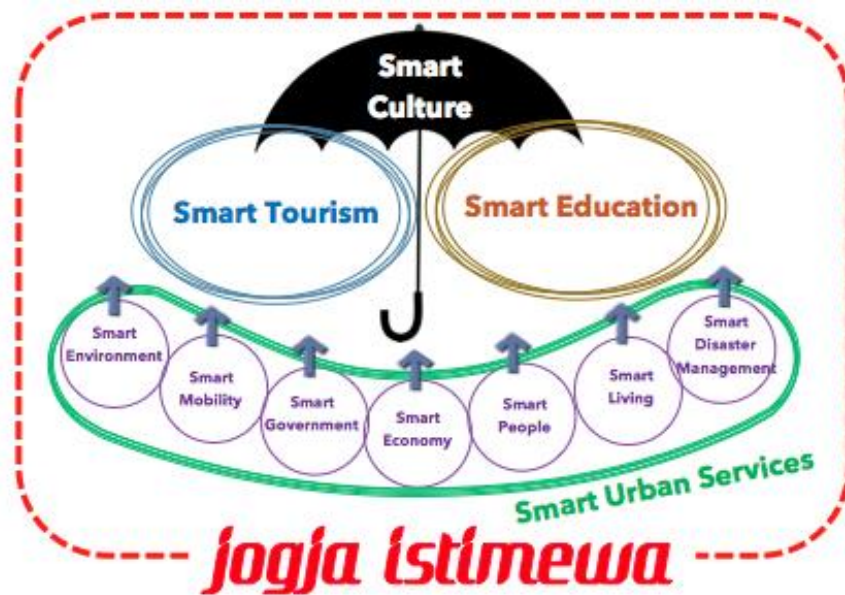 Smart
Culture
Smart Tourism
Smart Education
Smart
Environment
Smart
Mobility
Smart
Government
Smart
Economy
Smart
People
Smart
Living
Smart
Disaster
Management
Smart Urban Services
jogja istimewa